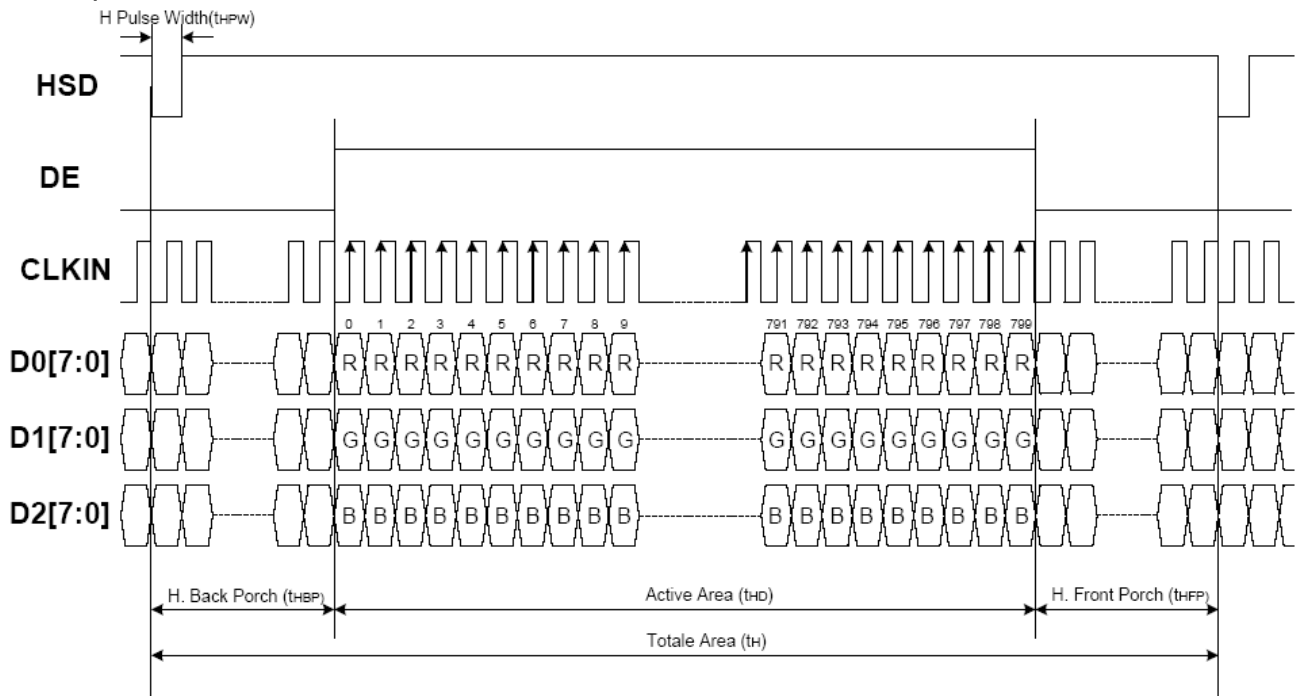 H Pulse Width(tHPW)
HSD
DE
CLKIN
0 1 2 3 4 5 6 7 8 9 791 792 793 794 795 796 797 798 799
D0[7:0] R R R R R R R R R R R R R R R R R R R
D1[7:0] G G G G G G G G G G G G G G G G G G G
D2[7:0] B B B B B B B B B B B B B B B B B B B
H. Back Porch (tHBP) Active Area (tHD) H. Front Porch (tHFP)
Totale Area (tH)